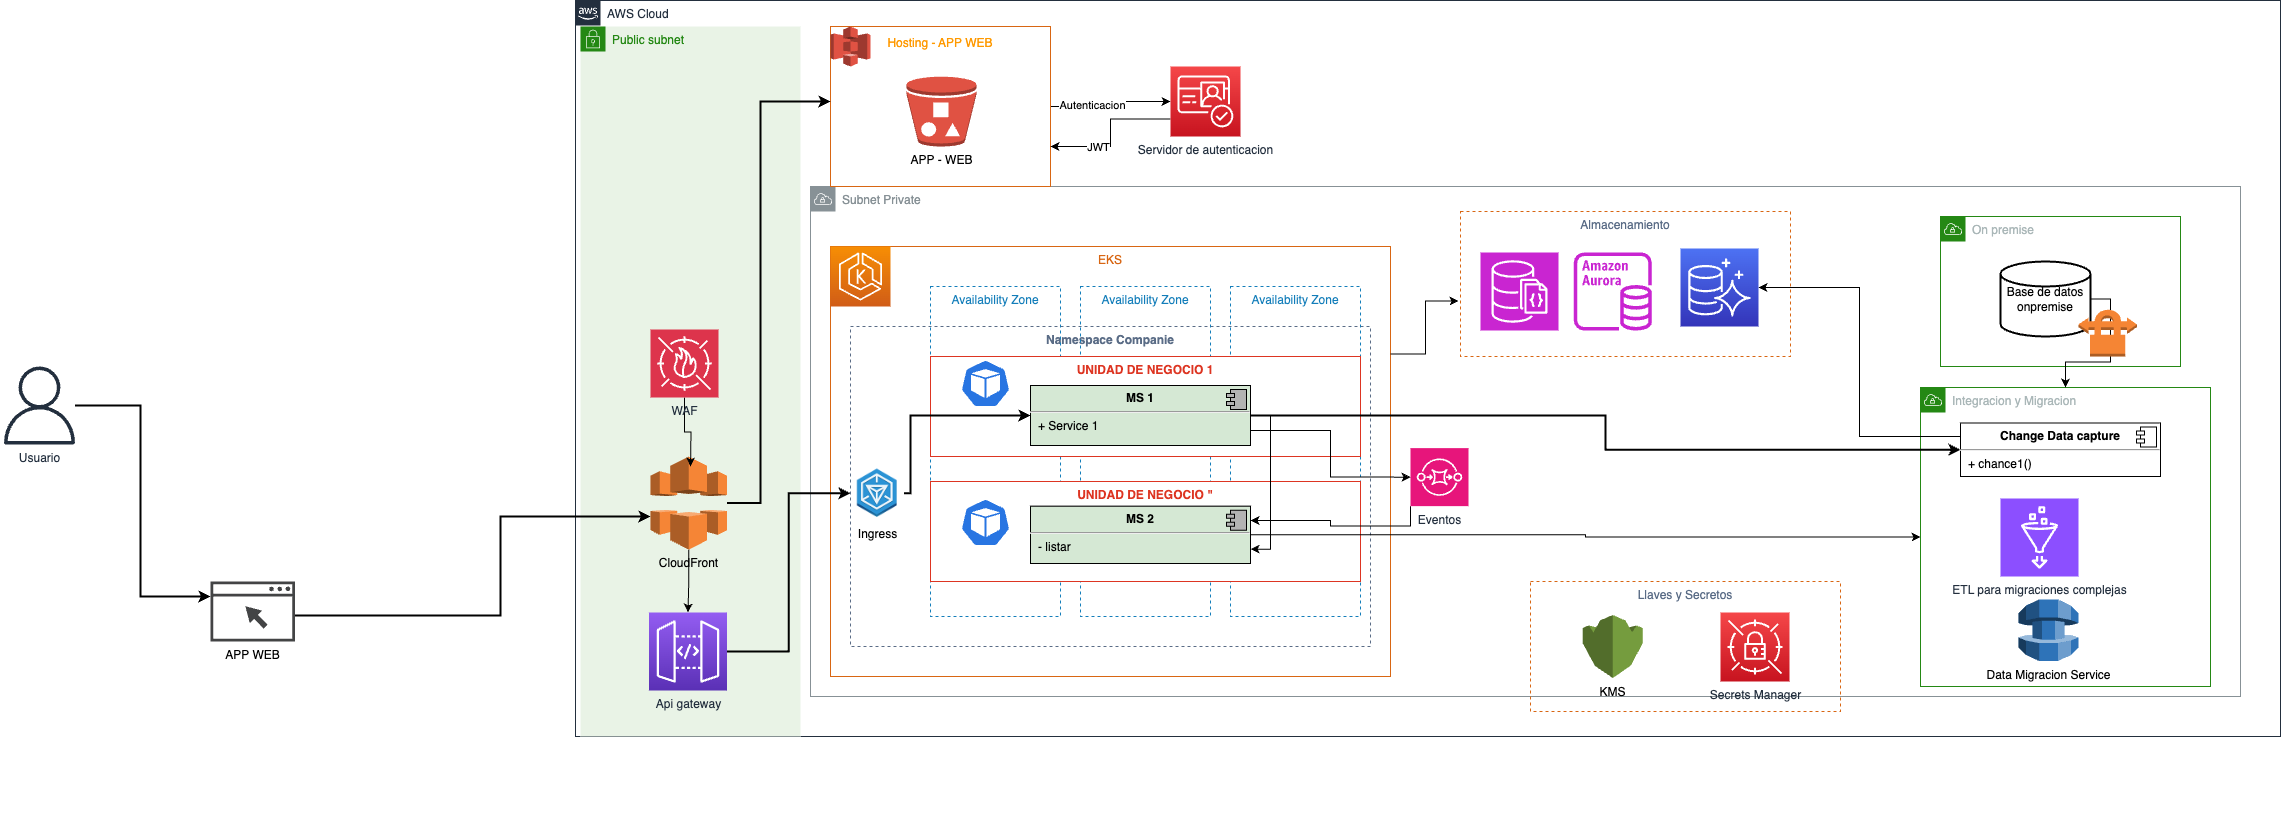 aws
AWS Cloud
Public subnet
Hosting - APP WEB
APP - WEB
Autenticacion
JWT
Servidor de autenticacion
Subnet Private
EKS
Availability Zone
Availability Zone
Availability Zone
Namespace Companie
UNIDAD DE NEGOCIO 1
MS 1
+ Service 1
UNIDAD DE NEGOCIO "
MS 2
- listar
Ingress
Eventos
Almacenamiento
Amazon
Aurora
On premise
Base de datos
onpremise
Integracion y Migracion
Change Data capture
+ chance1()
ETL para migraciones complejas
Data Migracion Service
Llaves y Secretos
KMS
Secrets Manager
WAF
CloudFront
Api gateway
Usuario
APP WEB